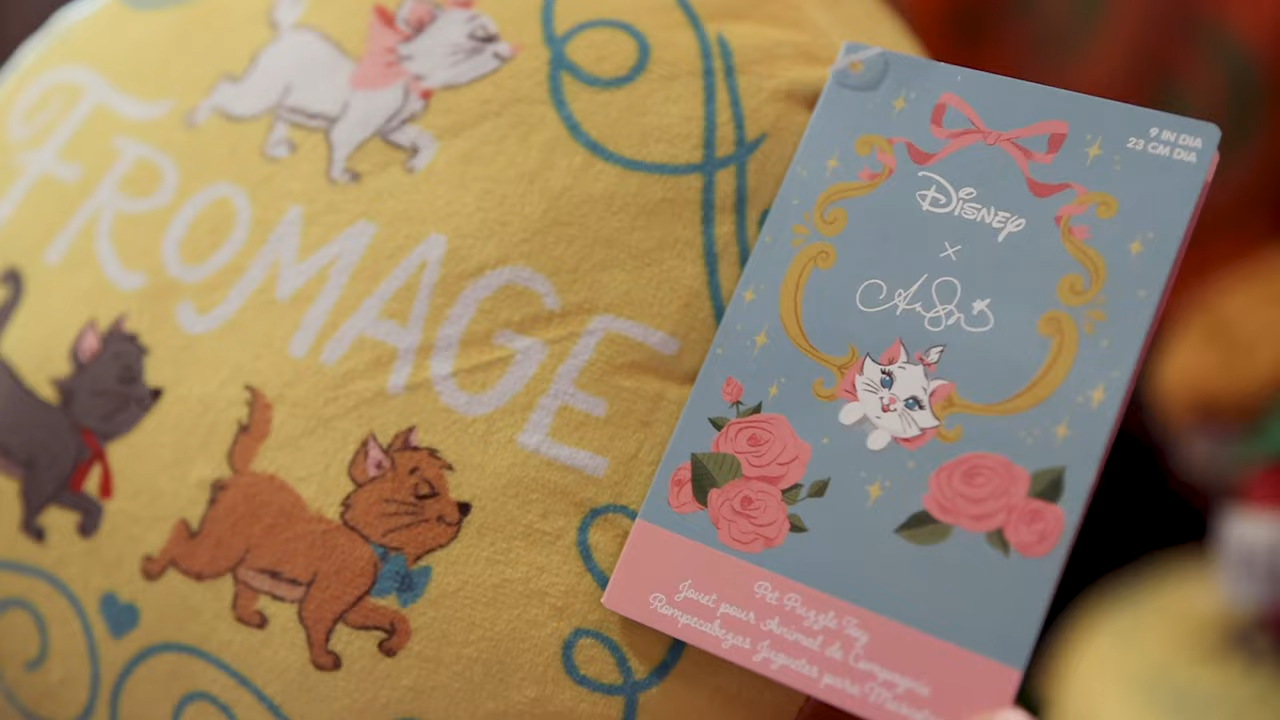 FROMAGE
9 IN DIA
23 CM DIA
Disney
×
Pet Puzzle Toy
Jouet pour Animal de Compagnie
Rompecabezas Juguetes para